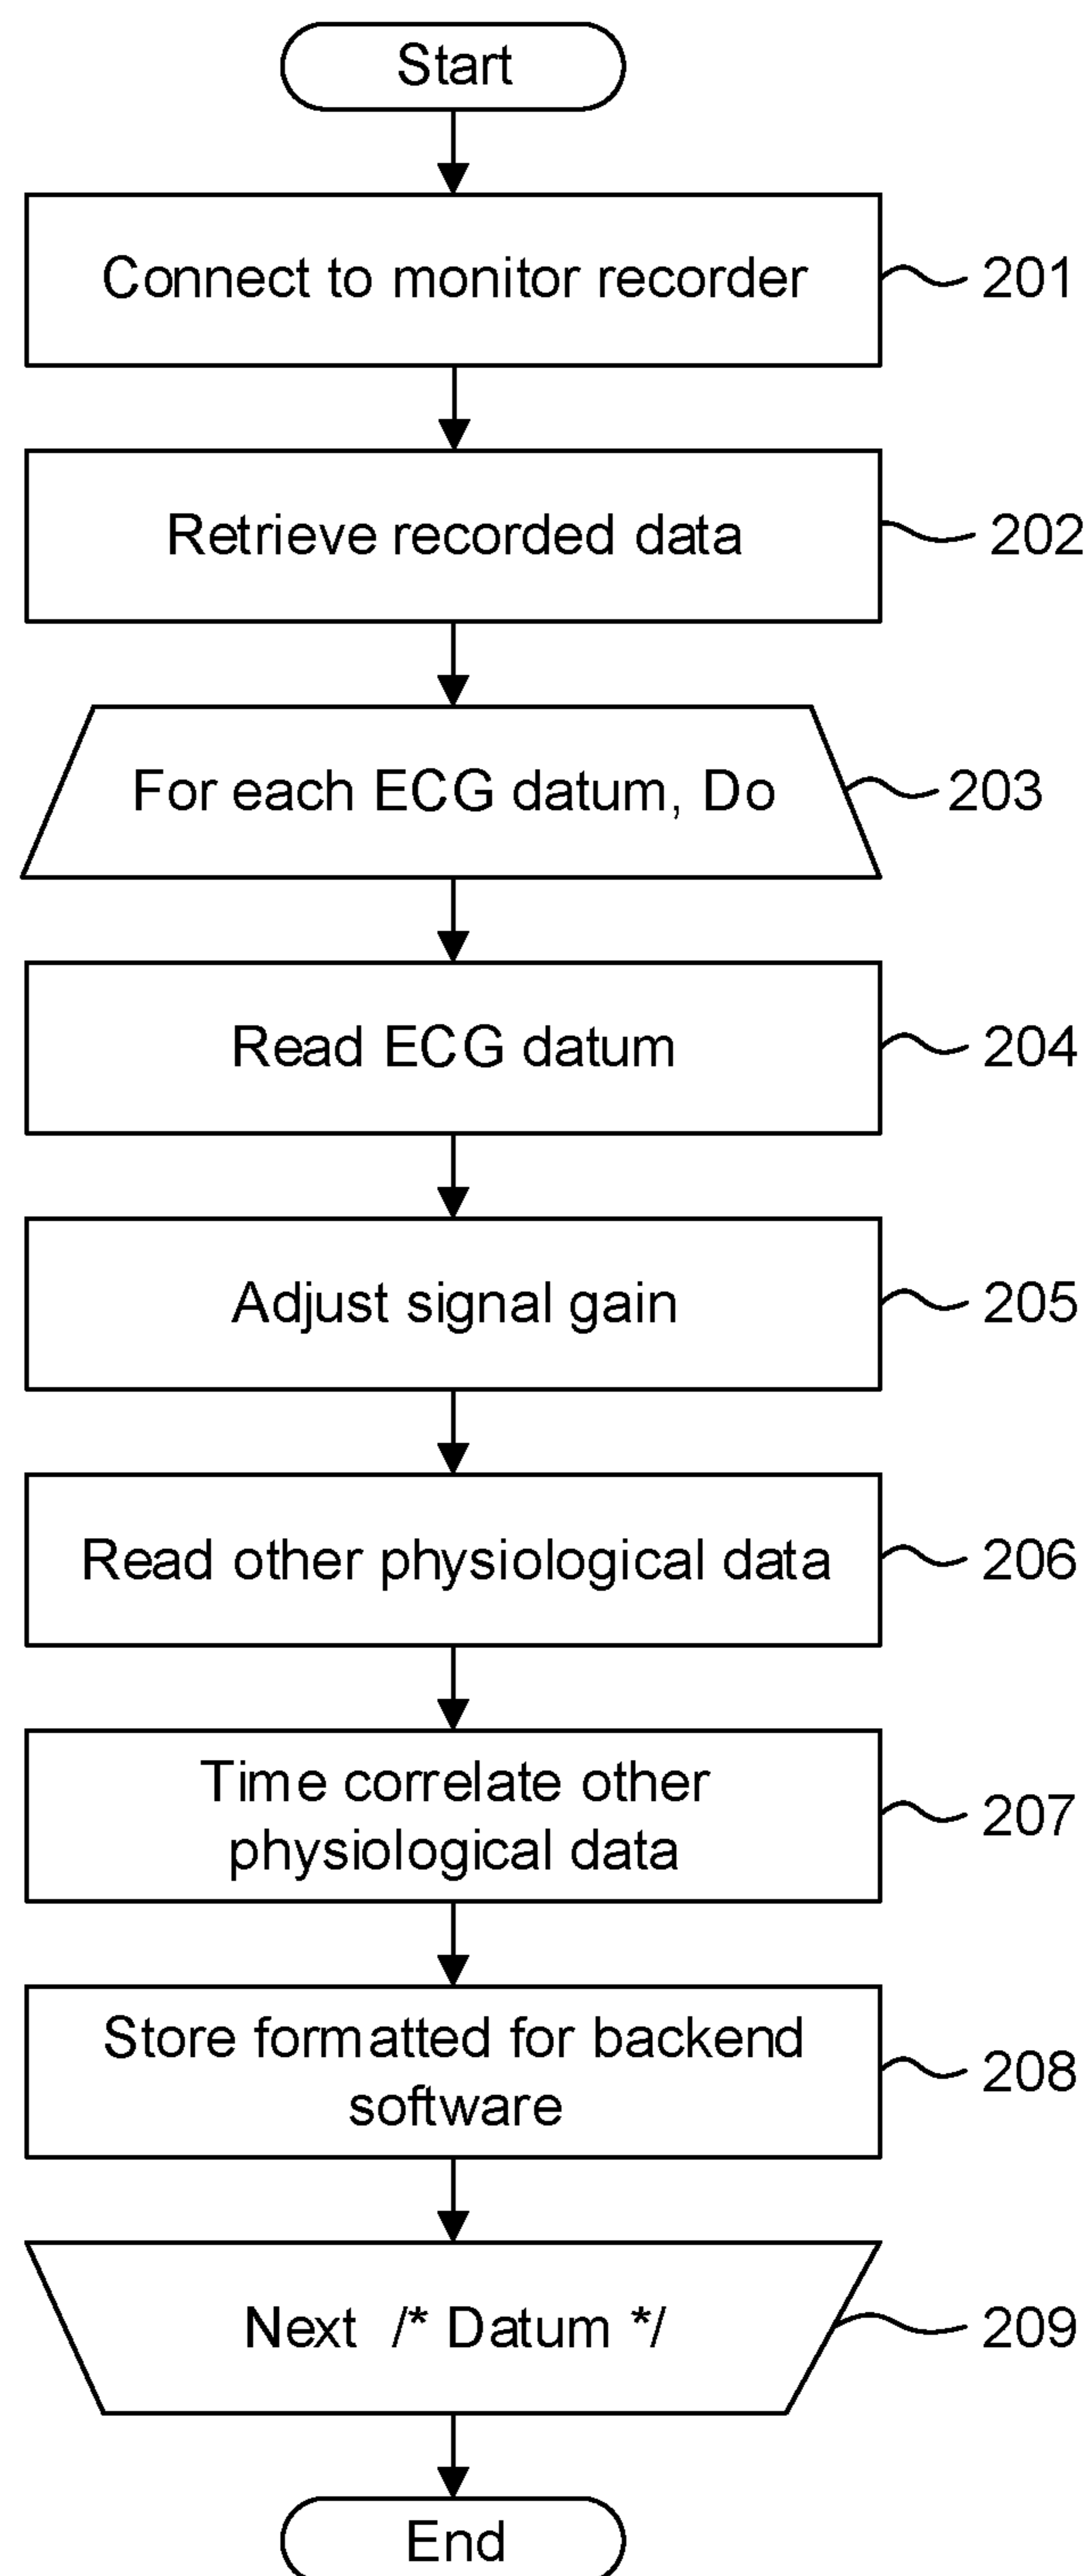 Start
Connect to monitor recorder
201
Retrieve recorded data
202
For each ECG datum, Do
203
Read ECG datum
204
Adjust signal gain
205
Read other physiological data
206
Time correlate other
physiological data
207
Store formatted for backend
software
208
Next /* Datum */
209
End